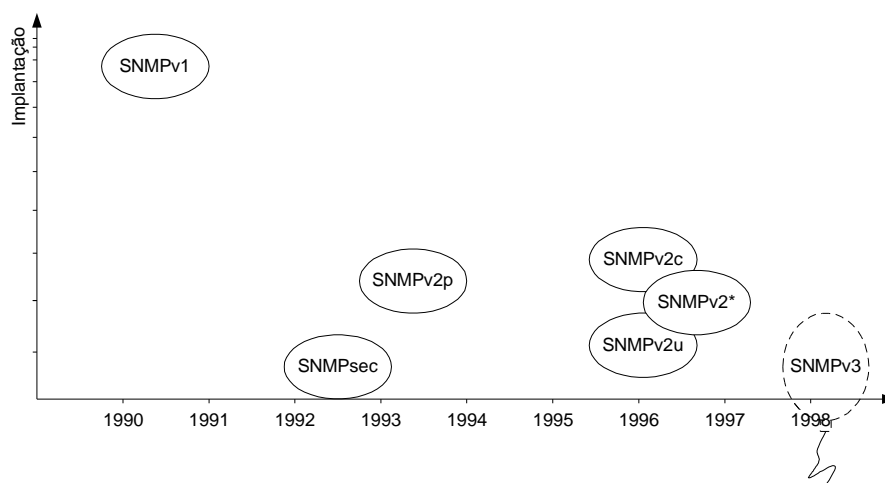 Implantação
SNMPv1
SNMPv2c
SNMPv2p
SNMPv2*
SNMPv2u
SNMPsec
SNMPv3
1990 1991 1992 1993 1994 1995 1996 1997 1998